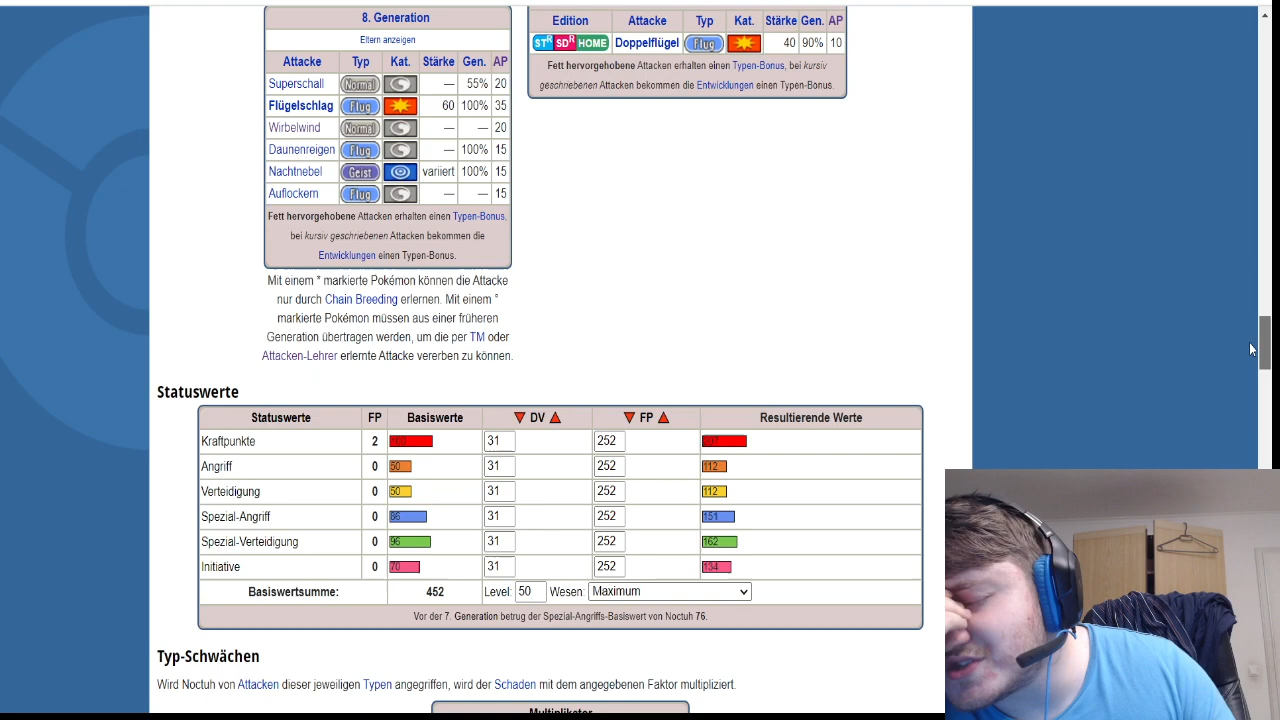 8. Generation
Eltern anzeigen
Attacke Typ Kat. Stärke Gen. AP
Superschall Normal — 55% 20
Flügelschlag Flug 60 100% 35
Wirbelwind Normal — — 20
Daunenreigen Flug — 100% 15
Nachtnebel Geist variiert 100% 15
Auflockern Flug — — 15
Fett hervorgehobene Attacken erhalten einen Typen-Bonus,
bei kursiv geschriebenen Attacken bekommen die
Entwicklungen einen Typen-Bonus.
Mit einem * markierte Pokémon können die Attacke
nur durch Chain Breeding erlernen. Mit einem °
markierte Pokémon müssen aus einer früheren
Generation übertragen werden, um die per TM oder
Attacken-Lehrer erlernte Attacke vererben zu können.
Edition Attacke Typ Kat. Stärke Gen. AP
STR SDR HOME Doppelflügel Flug 40 90% 10
Fett hervorgehobene Attacken erhalten einen Typen-Bonus, bei kursiv
geschriebenen Attacken bekommen die Entwicklungen einen Typen-Bonus.
Statuswerte
Statuswerte FP Basiswerte DV FP Resultierende Werte
Kraftpunkte 2 100 31 252 207
Angriff 0 50 31 252 112
Verteidigung 0 50 31 252 112
Spezial-Angriff 0 86 31 252 151
Spezial-Verteidigung 0 96 31 252 162
Initiative 0 70 31 252 134
Basiswertsumme: 452 Level: 50 Wesen: Maximum
Vor der 7. Generation betrug der Spezial-Angriffs-Basiswert von Noctuh 76.
Typ-Schwächen
Wird Noctuh von Attacken dieser jeweiligen Typen angegriffen, wird der Schaden mit dem angegebenen Faktor multipliziert.
Multiplikator